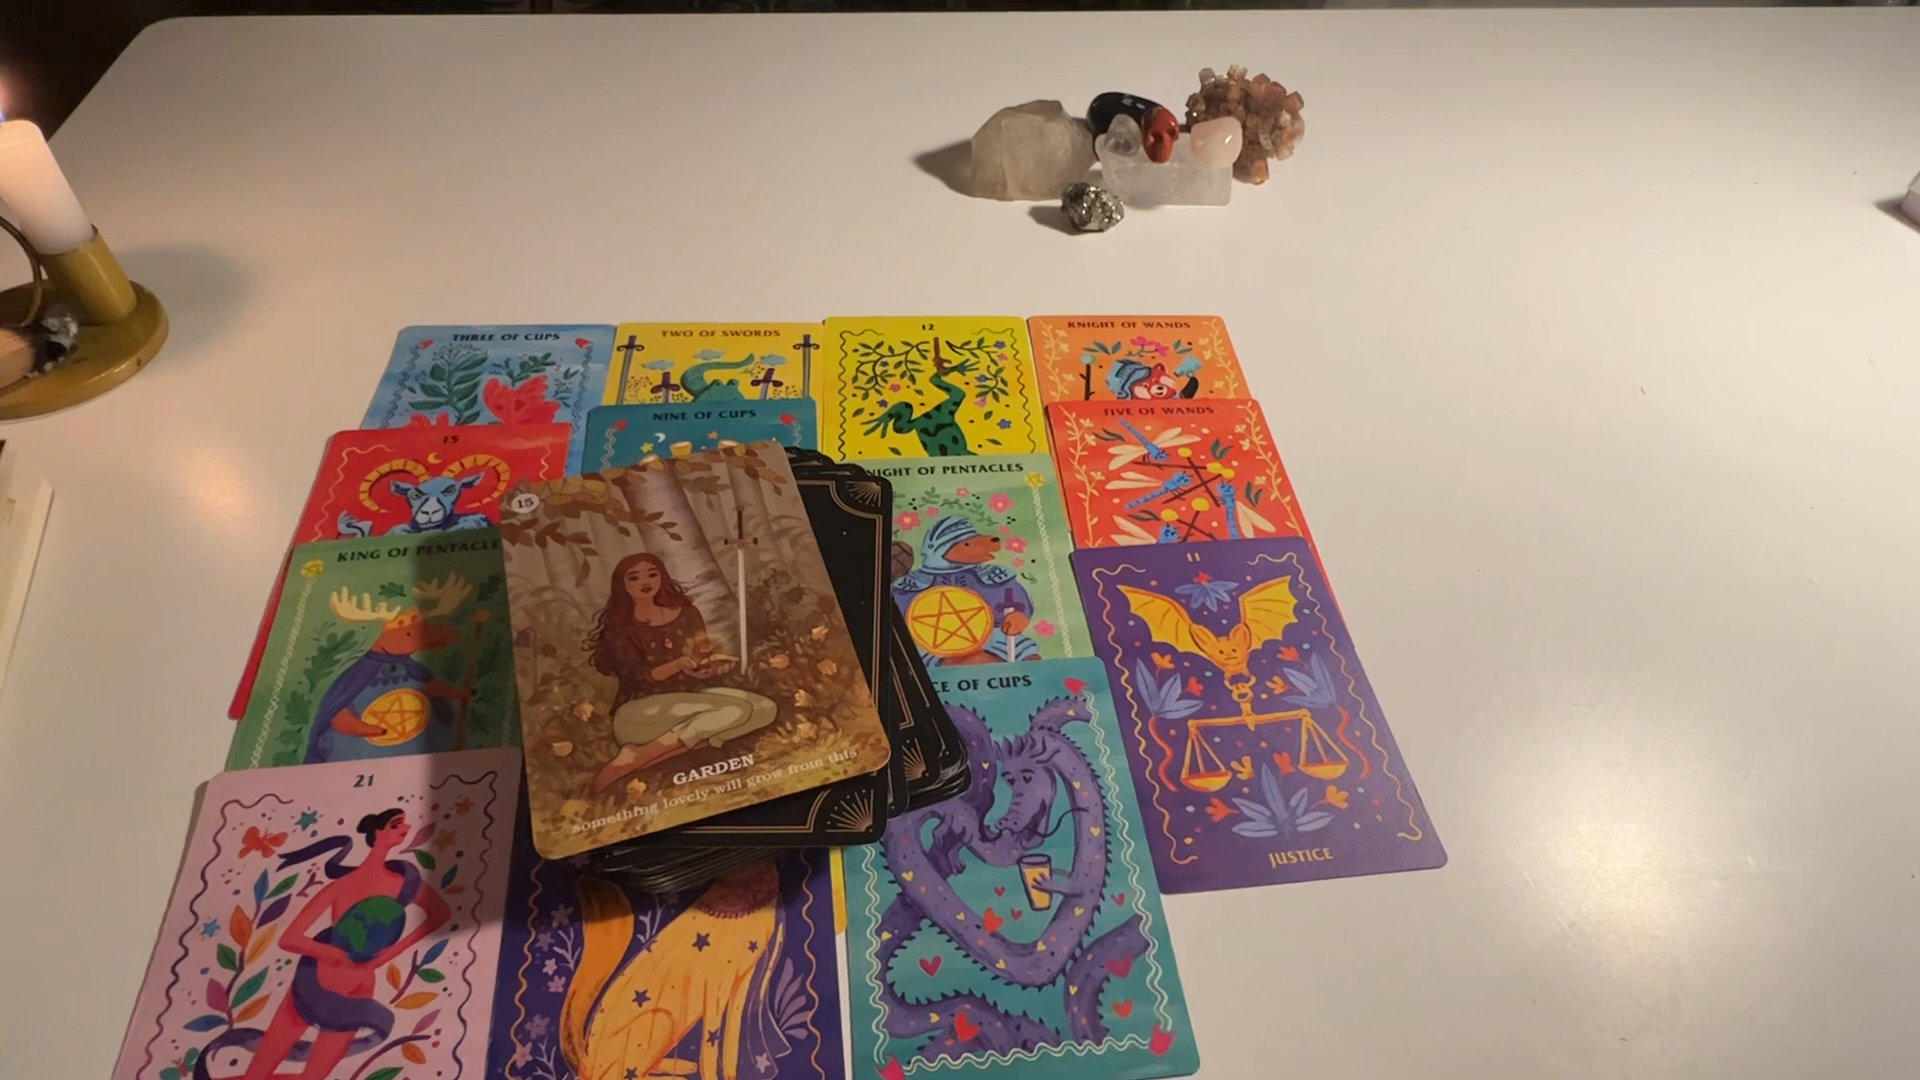 THREE OF CUPS
TWO OF SWORDS
12
KNIGHT OF WANDS
15
NINE OF CUPS
FIVE OF WANDS
KING OF PENTACLE
15
NIGHT OF PENTACLES
11
GARDEN
something lovely will grow from this
CE OF CUPS
21
JUSTICE